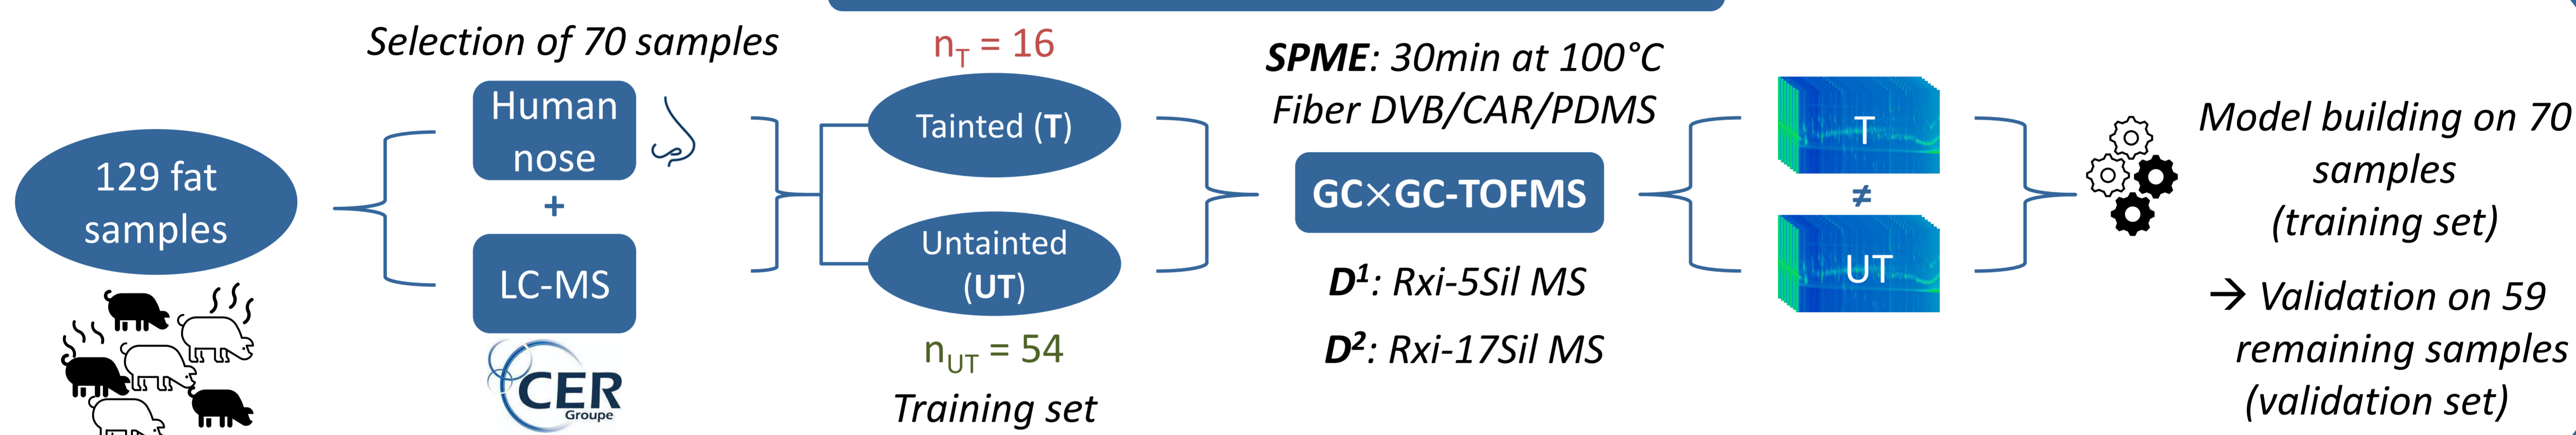 129 fat
samples
Selection of 70 samples
Human
nose
+
LC-MS
CER
Groupe
n_T = 16
Tainted (T)
Untainted
(UT)
n_UT = 54
Training set
SPME: 30min at 100°C
Fiber DVB/CAR/PDMS
GC×GC-TOFMS
D¹: Rxi-5Sil MS
D²: Rxi-17Sil MS
T
≠
UT
Model building on 70
samples
(training set)
→ Validation on 59
remaining samples
(validation set)